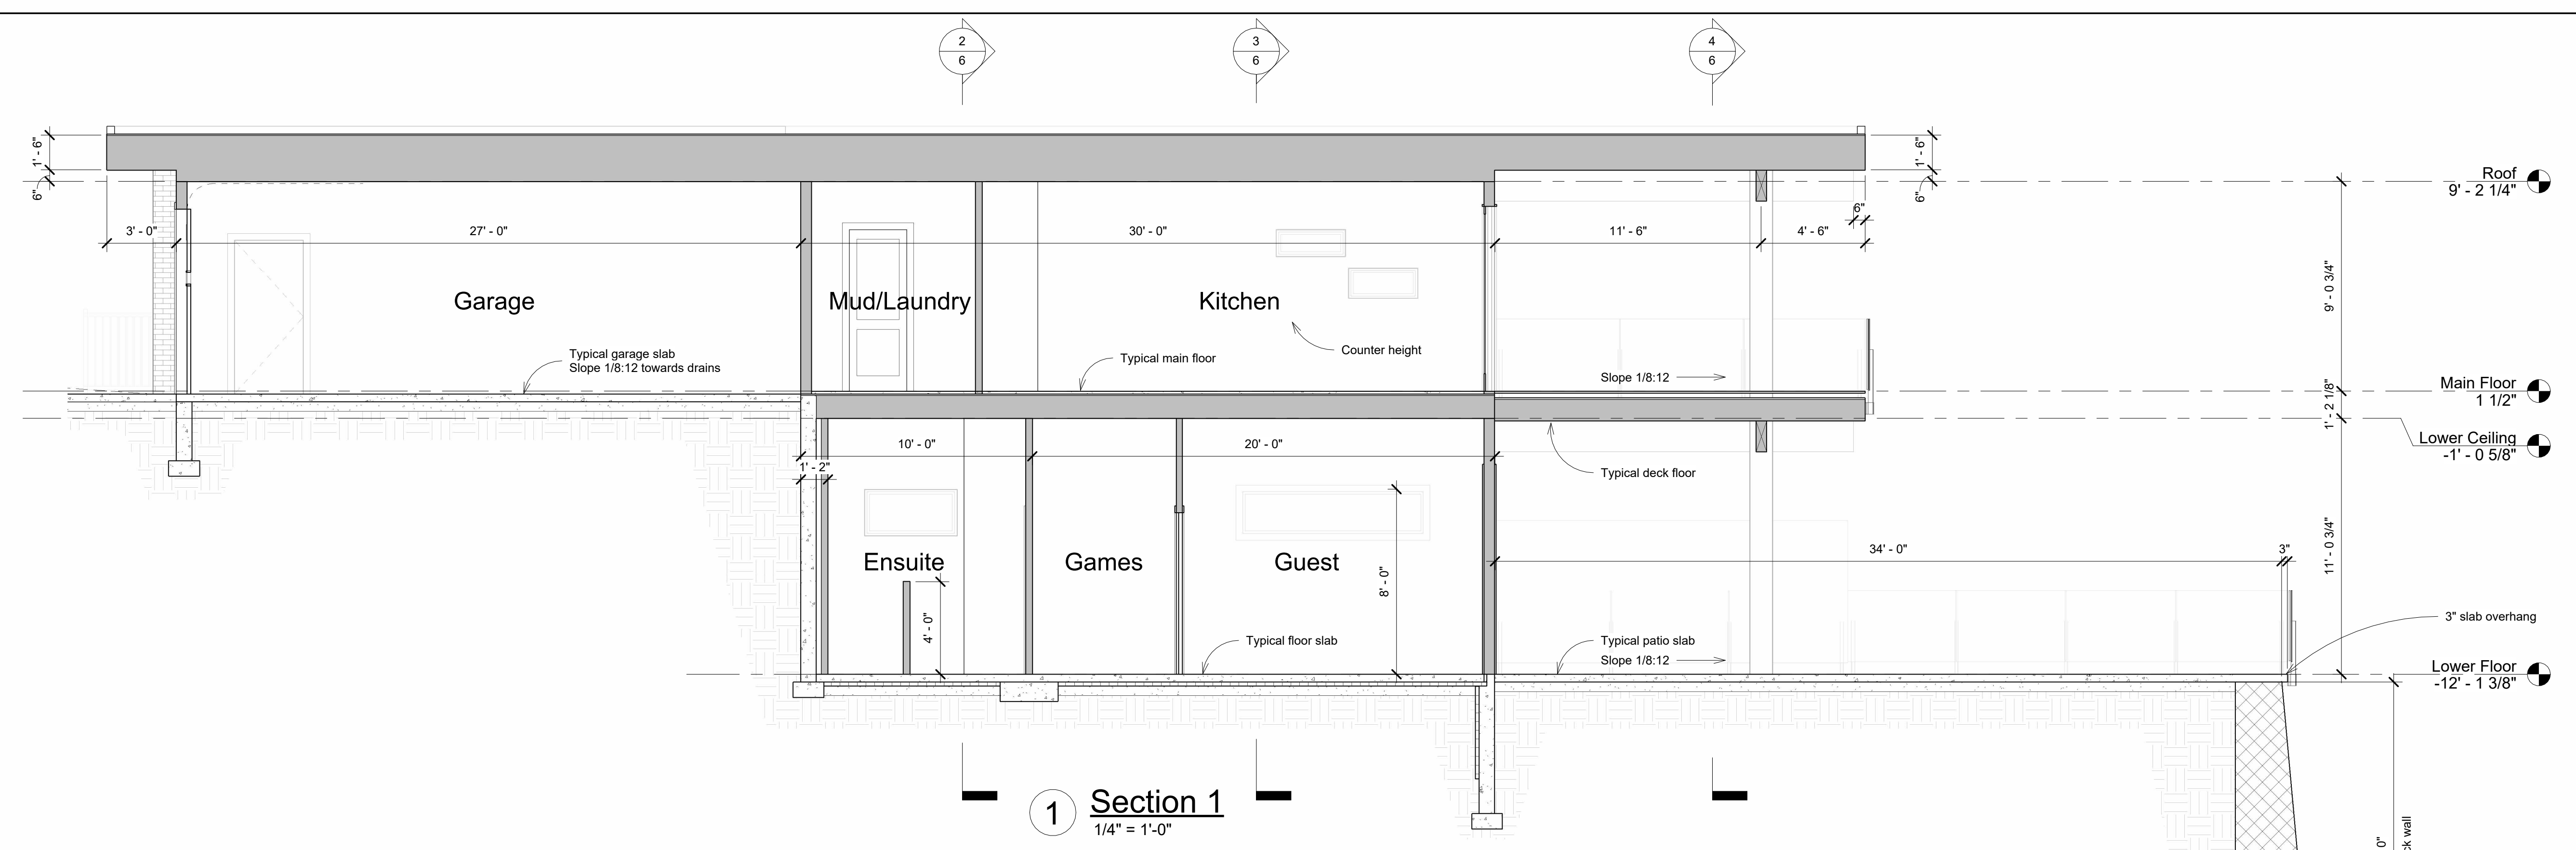 2
6
3
6
4
6
1' - 6"
6"
1' - 6"
6"
Roof
9' - 2 1/4"
6"
3' - 0"
27' - 0"
30' - 0"
11' - 6"
4' - 6"
9' - 0 3/4"
Garage
Mud/Laundry
Kitchen
Typical garage slab
Slope 1/8:12 towards drains
Typical main floor
Counter height
Slope 1/8:12
Main Floor
1 1/2"
1' - 2 1/8"
Lower Ceiling
-1' - 0 5/8"
10' - 0"
20' - 0"
1' - 2"
Typical deck floor
34' - 0"
3"
11' - 0 3/4"
Ensuite
Games
Guest
8' - 0"
4' - 0"
3" slab overhang
Typical floor slab
Typical patio slab
Slope 1/8:12
Lower Floor
-12' - 1 3/8"
1
Section 1
1/4" = 1'-0"
0"
wall